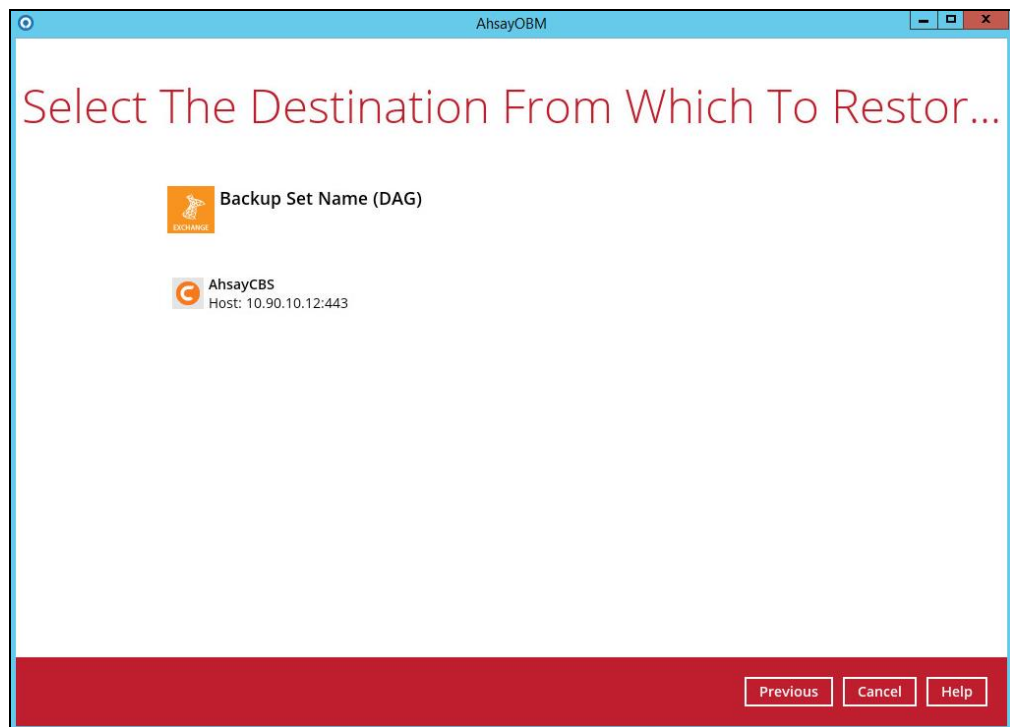 AhsayOBM
Select The Destination From Which To Restor...
Backup Set Name (DAG)
EXCHANGE
AhsayCBS
Host: 10.90.10.12:443
Previous
Cancel
Help